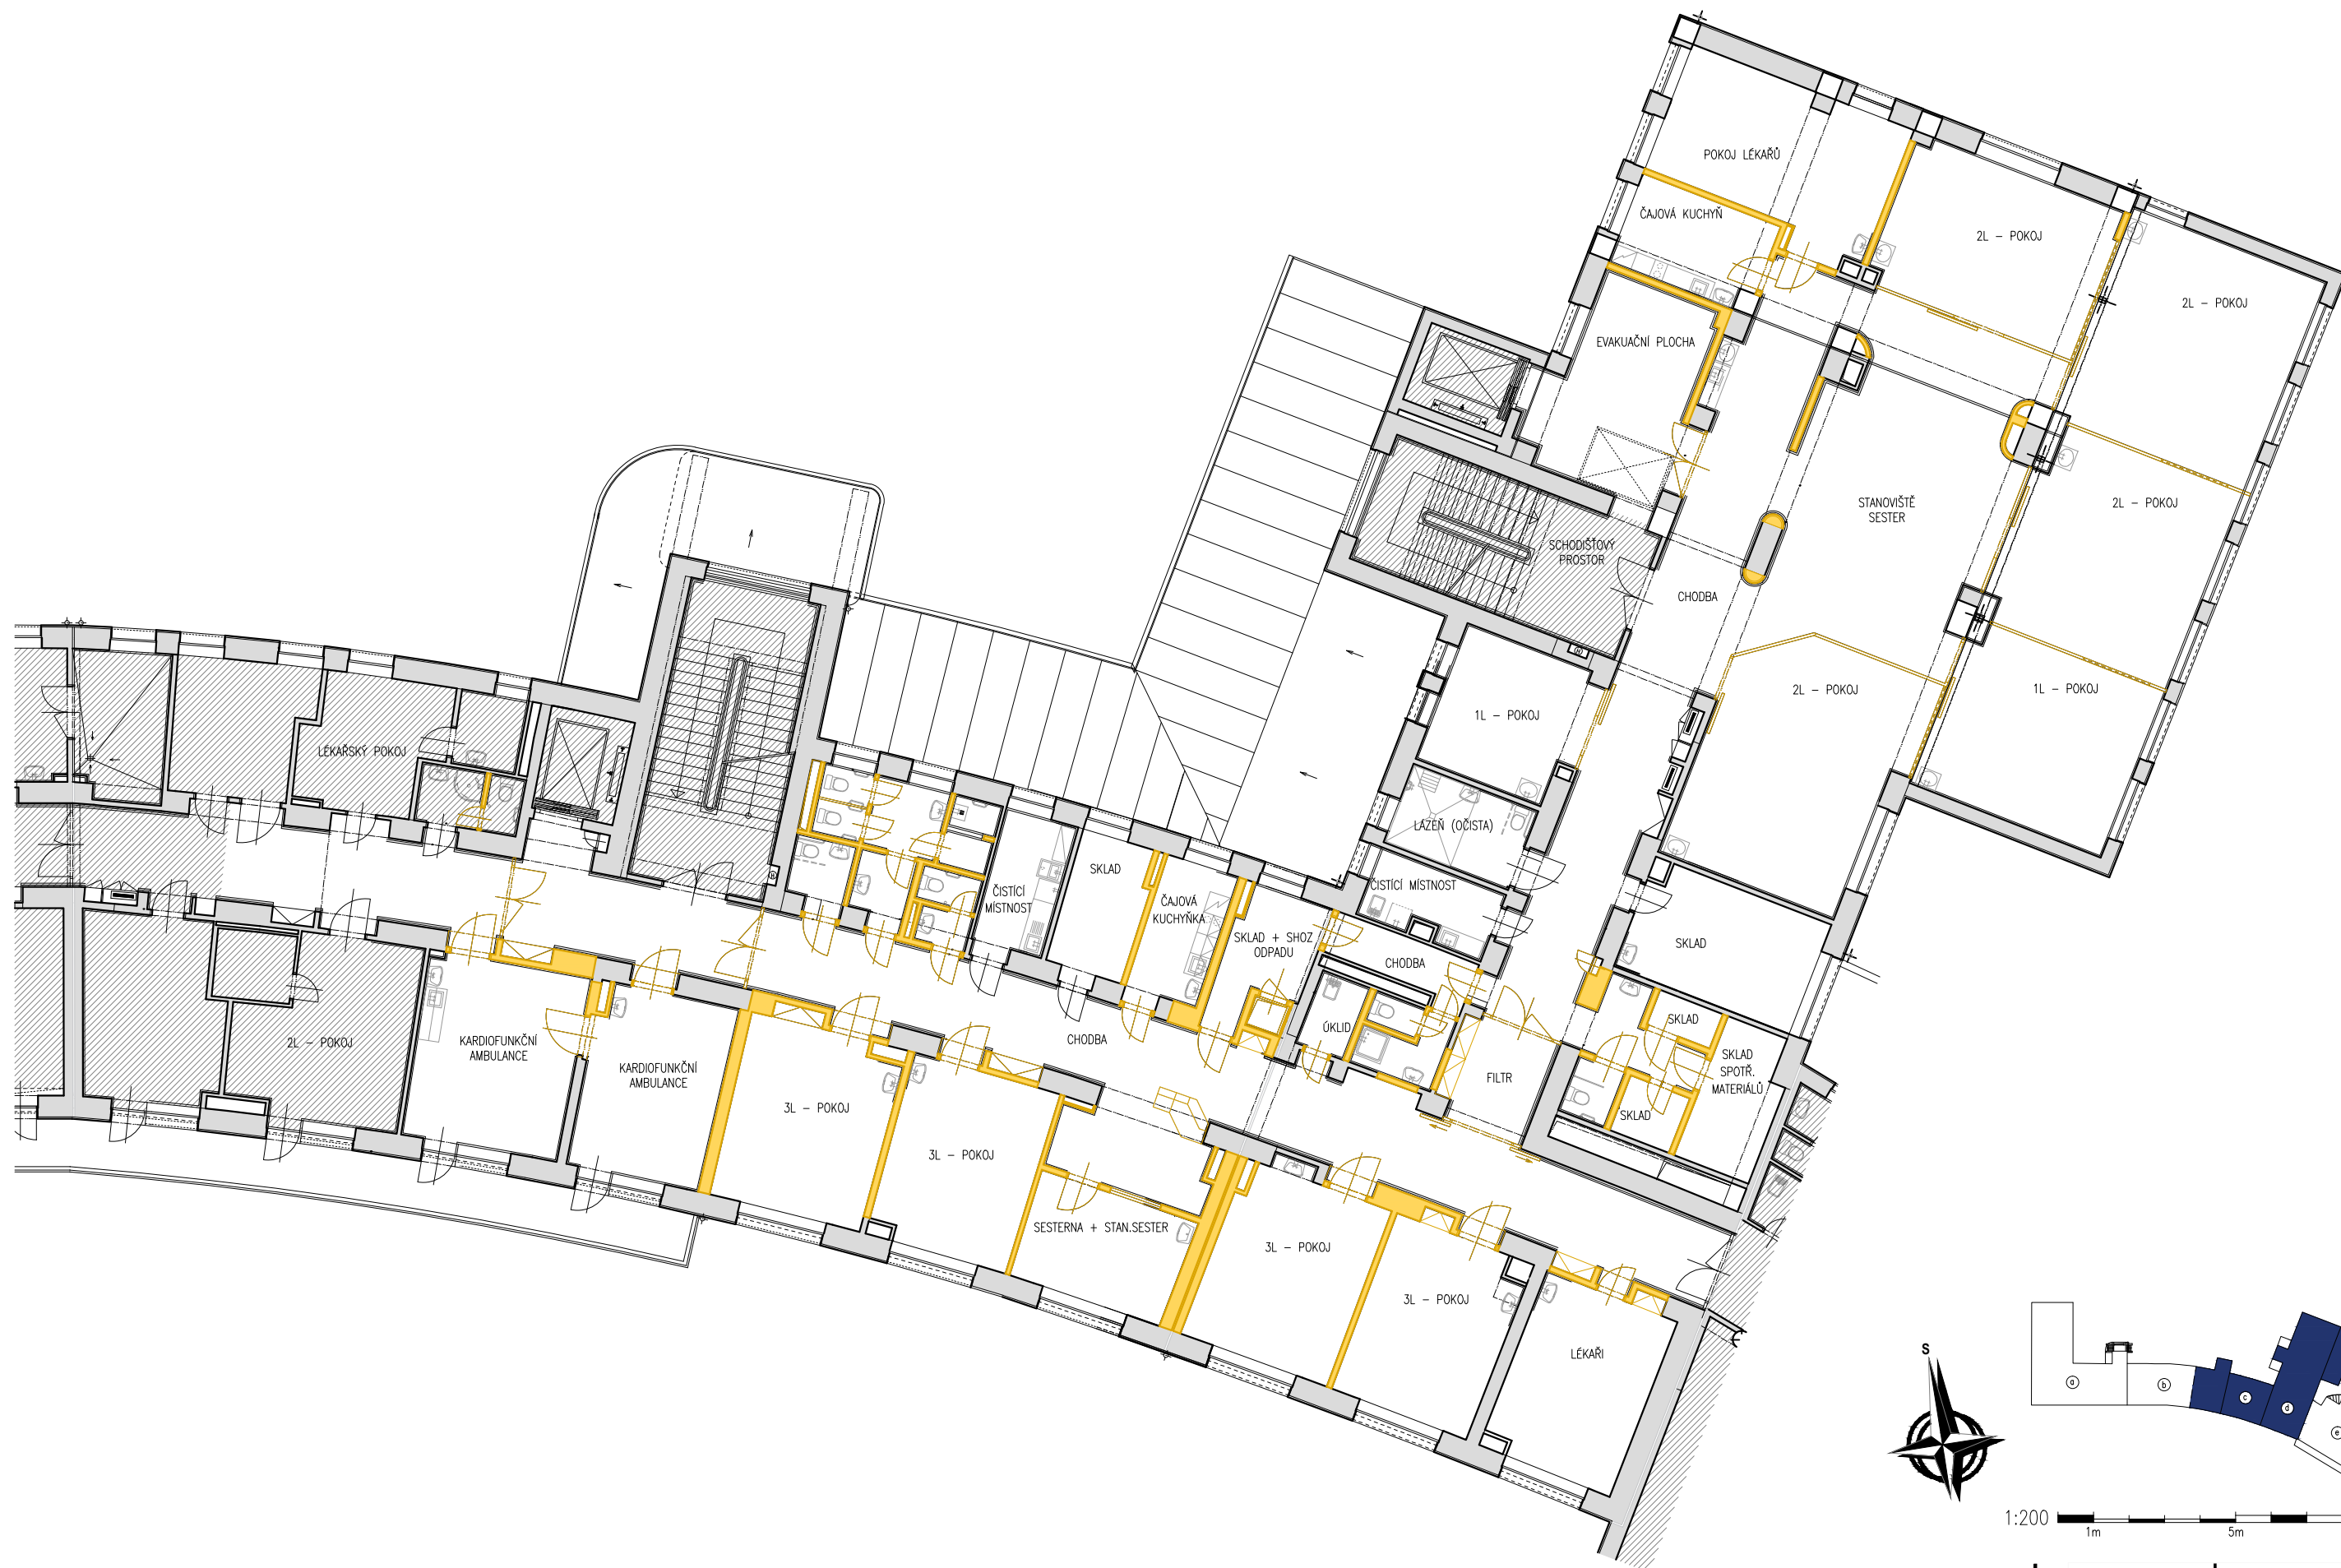 POKOJ LÉKAŘŮ
ČAJOVÁ KUCHYŇ
2L – POKOJ
2L – POKOJ
EVAKUAČNÍ PLOCHA
2L – POKOJ
STANOVIŠTĚ
SESTER
SCHODIŠŤOVÝ
PROSTOR
CHODBA
2L – POKOJ
1L – POKOJ
1L – POKOJ
LÉKAŘSKÝ POKOJ
LÁZEŇ (OČISTA)
SKLAD
ČISTÍCÍ
MÍSTNOST
ČAJOVÁ
KUCHYŇKA
ČISTÍCÍ MÍSTNOST
SKLAD + SHOZ
ODPADU
CHODBA
SKLAD
2L – POKOJ
KARDIOFUNKČNÍ
AMBULANCE
KARDIOFUNKČNÍ
AMBULANCE
CHODBA
ÚKLID
FILTR
SKLAD
SKLAD
SPOTŘ.
MATERIÁLŮ
SKLAD
3L – POKOJ
3L – POKOJ
SESTERNA + STAN.SESTER
3L – POKOJ
3L – POKOJ
LÉKAŘI
S
a
b
c
d
e
1:200
1m
5m